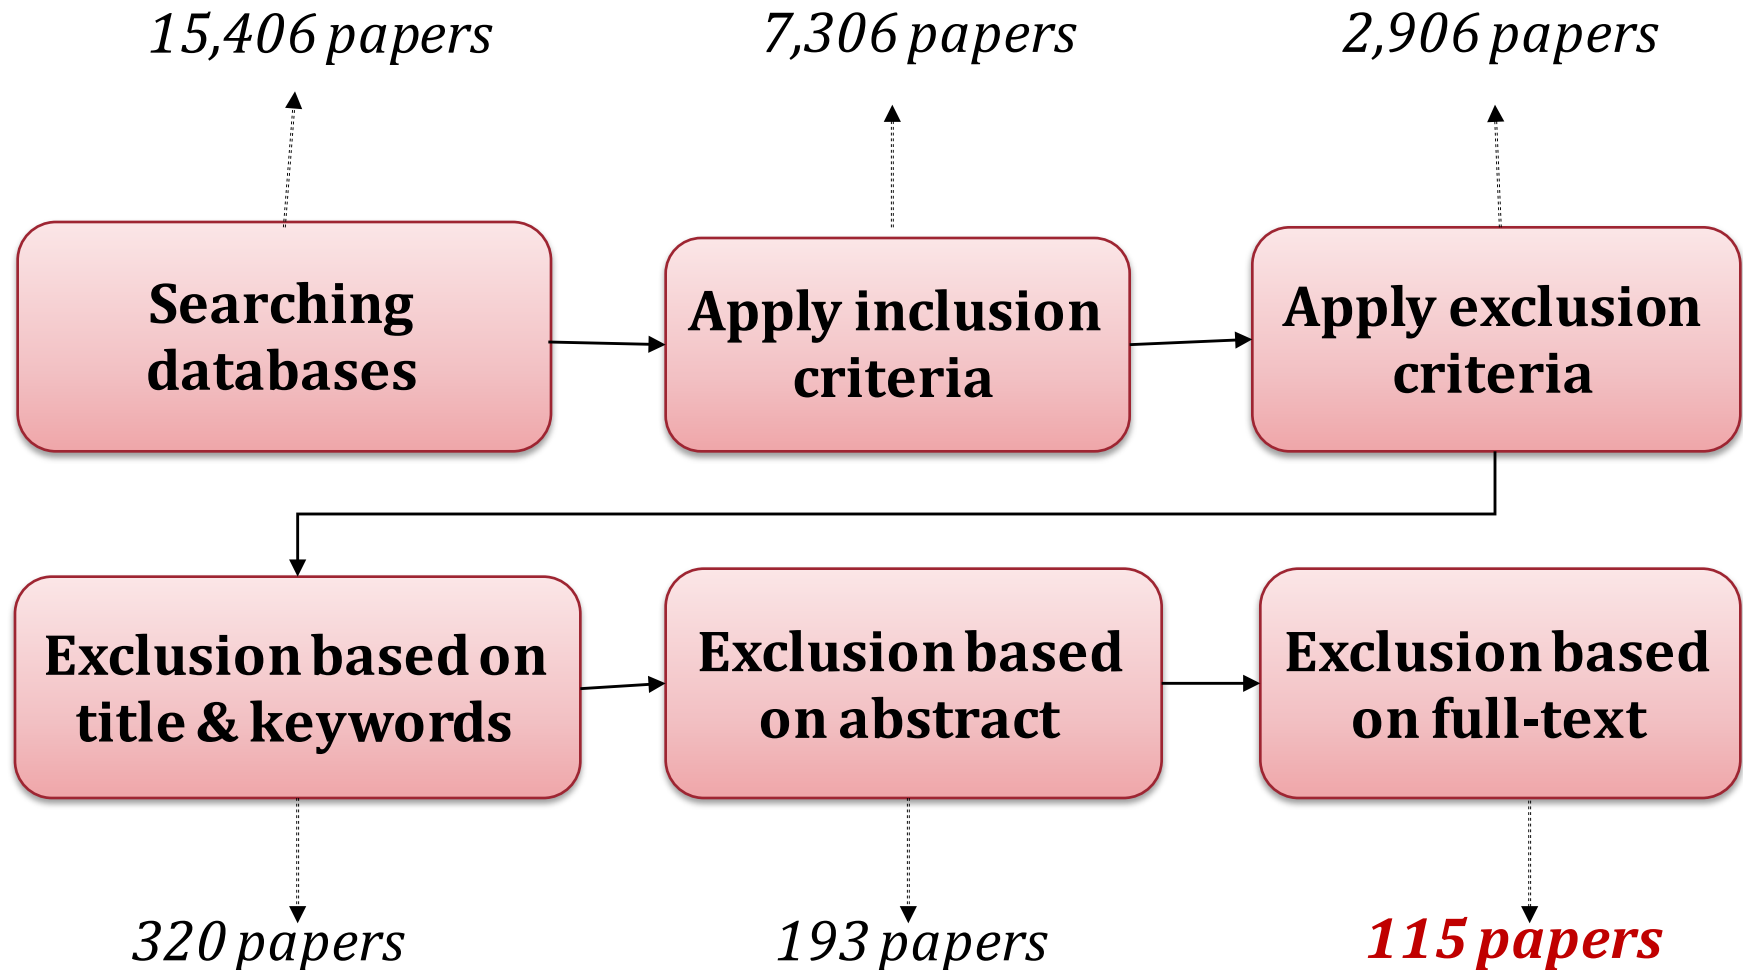 15,406 papers
7,306 papers
2,906 papers
Searching
databases
Apply inclusion
criteria
Apply exclusion
criteria
Exclusion based on
title & keywords
Exclusion based
on abstract
Exclusion based
on full-text
320 papers
193 papers
115 papers